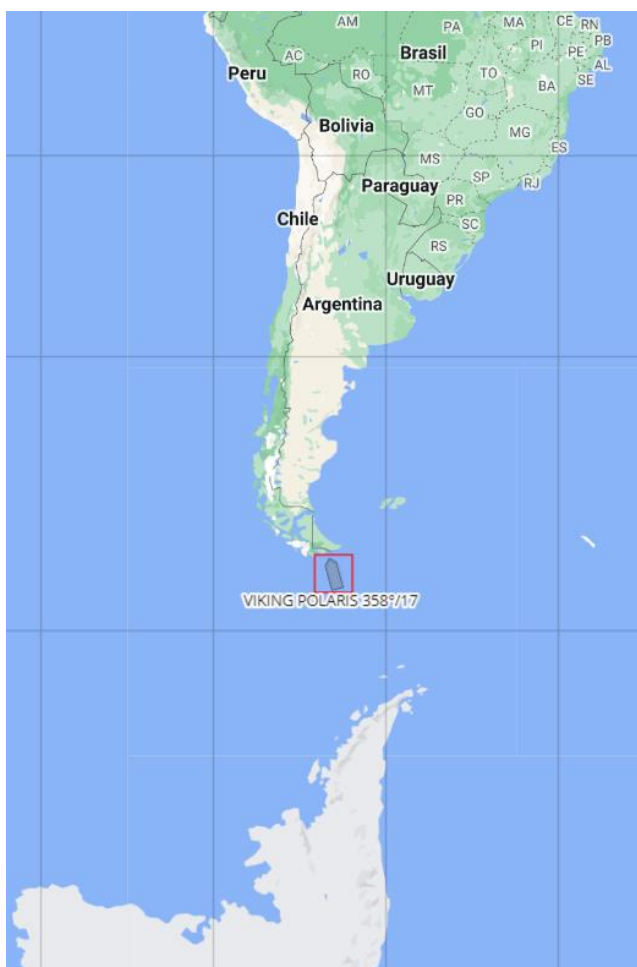 AM
PA
MA
CE
RN
PB
PI
PE
AL
SE
AC
RO
TO
BA
Brasil
MT
Peru
Bolivia
GO
MG
ES
MS
SP
RJ
Paraguay
PR
SC
Chile
RS
Uruguay
Argentina
VIKING POLARIS 358°/17